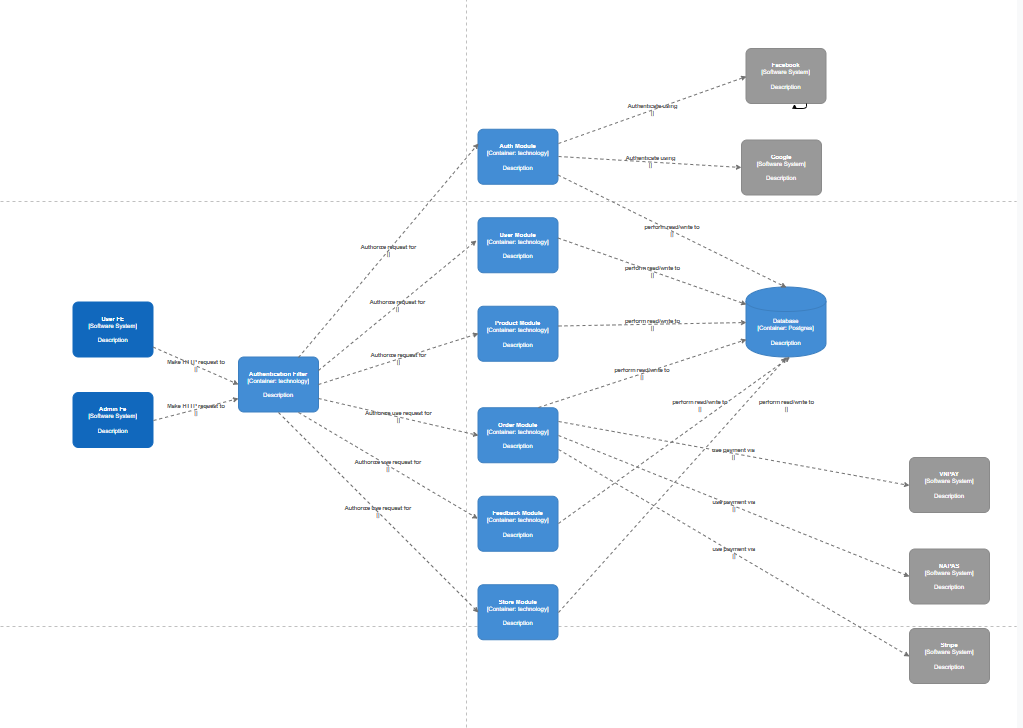 Facebook
[Software System]
Description
Authenticate using
[]
Auth Module
[Container: technology]
Description
Google
[Software System]
Description
Authenticate using
[]
User Module
[Container: technology]
Description
perform read/write to
[]
Authorize request for
[]
perform read/write to
[]
User FE
[Software System]
Description
Authorize request for
[]
Product Module
[Container: technology]
Description
perform read/write to
[]
Database
[Container: Postgres]
Description
Make HTTP request to
[]
Authorize request for
[]
Authentication Filter
[Container: technology]
Description
perform read/write to
[]
Admin Fe
[Software System]
Description
Make HTTP request to
[]
Authorize use request for
[]
perform read/write to
[]
perform read/write to
[]
Order Module
[Container: technology]
Description
use payment via
[]
Authorize use request for
[]
VNPAY
[Software System]
Description
Authorize use request for
[]
Feedback Module
[Container: technology]
Description
use payment via
[]
use payment via
[]
NAPAS
[Software System]
Description
Store Module
[Container: technology]
Description
Stripe
[Software System]
Description